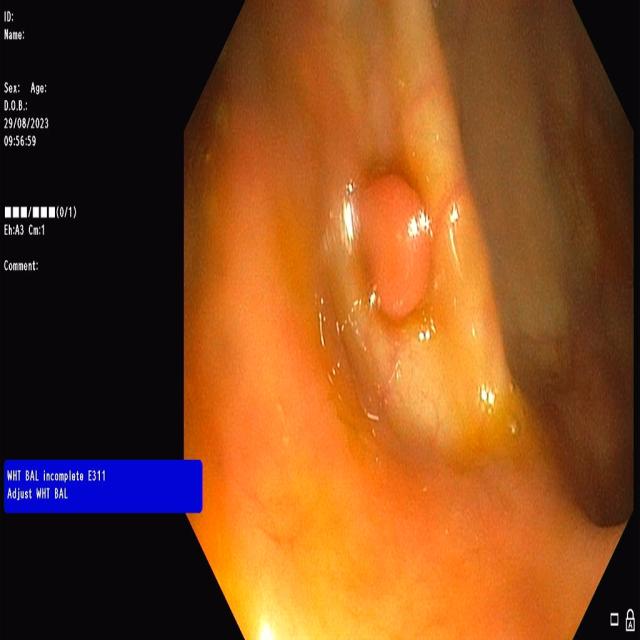 ID:
Name:
Sex: Age:
D.O.B.:
29/08/2023
09:56:59
■■■/■■■(0/1)
Eh:A3 Cm:1
Comment:
WHT BAL incomplete E311
Adjust WHT BAL
A